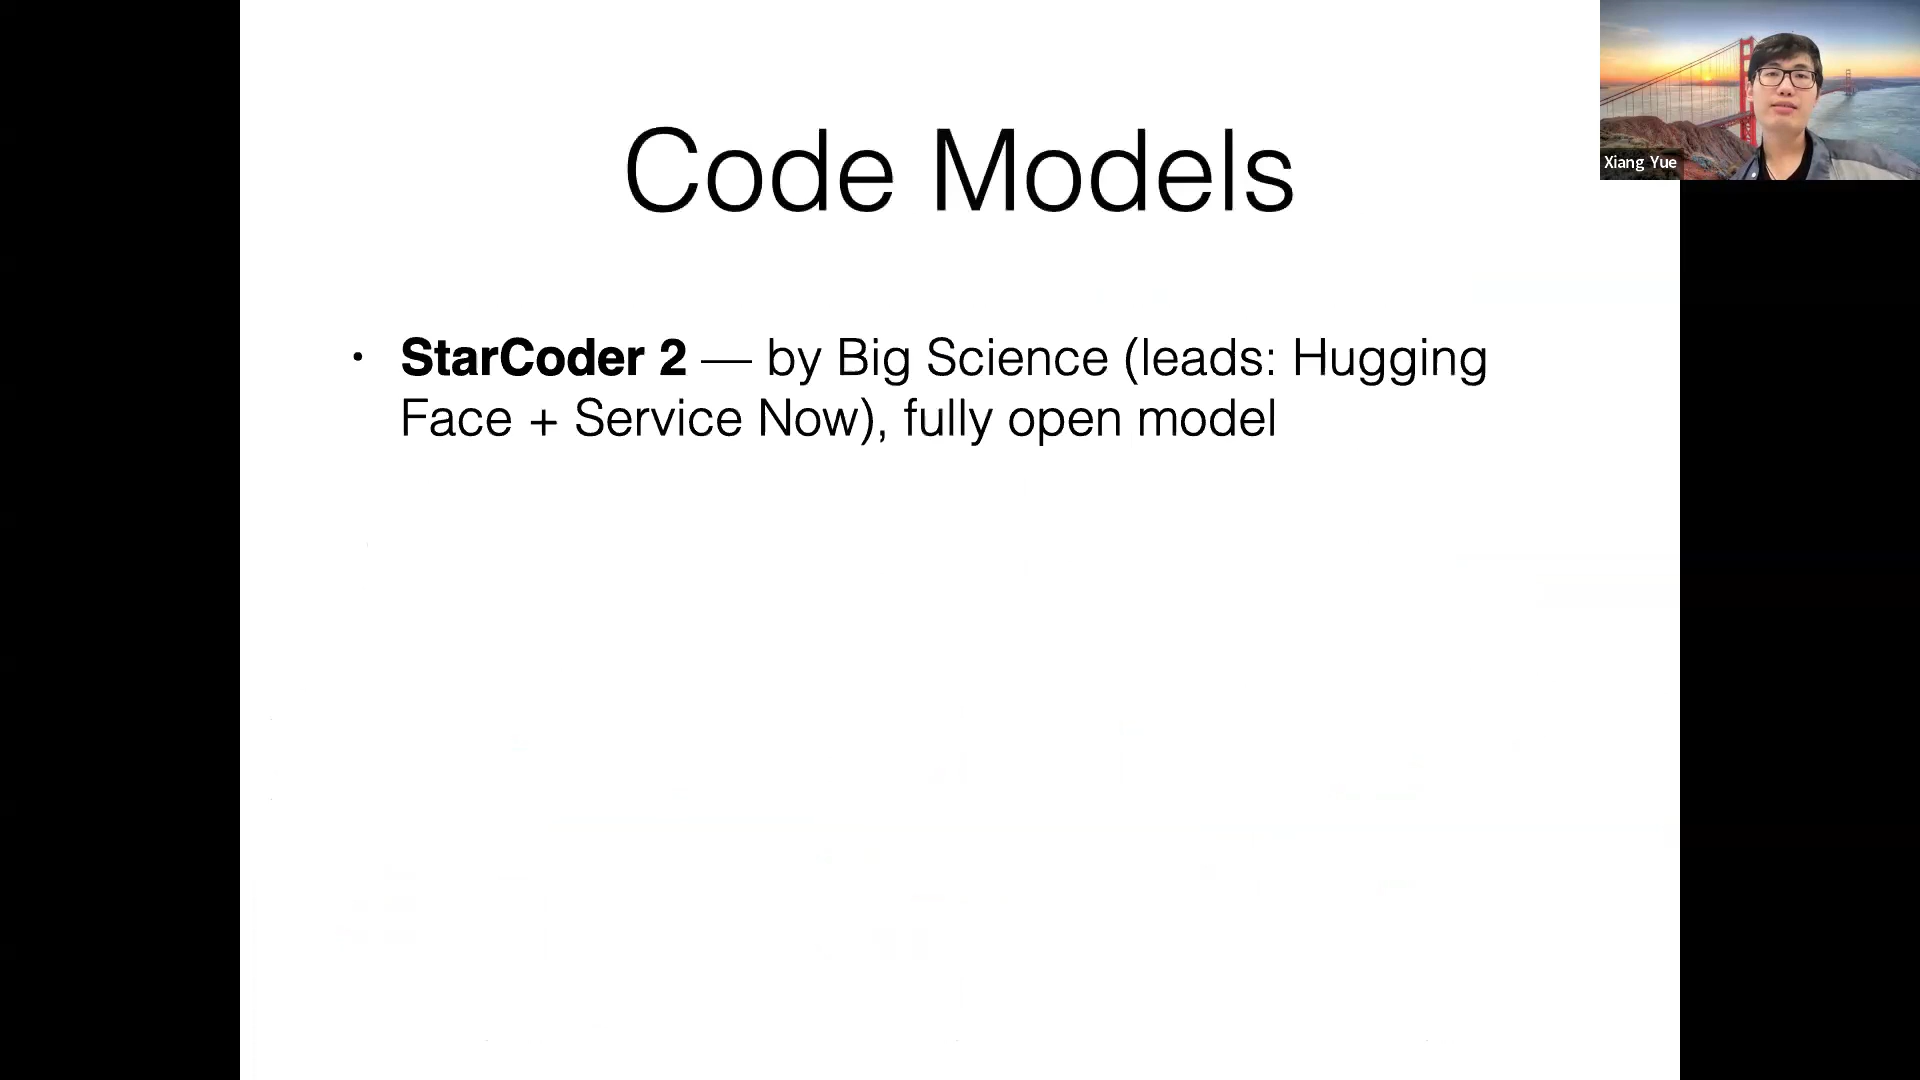 Code Models
• StarCoder 2 — by Big Science (leads: Hugging
Face + Service Now), fully open model
Xiang Yue